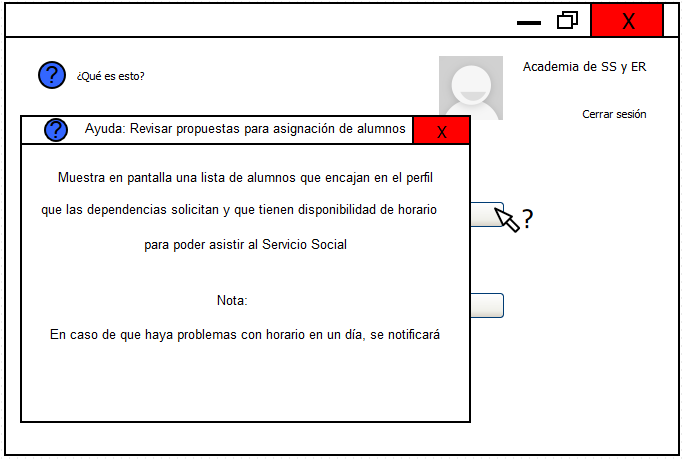 X
? ¿Qué es esto?
Academia de SS y ER
Cerrar sesión
? Ayuda: Revisar propuestas para asignación de alumnos X
Muestra en pantalla una lista de alumnos que encajan en el perfil
que las dependencias solicitan y que tienen disponibilidad de horario
para poder asistir al Servicio Social
?
Nota:
En caso de que haya problemas con horario en un día, se notificará